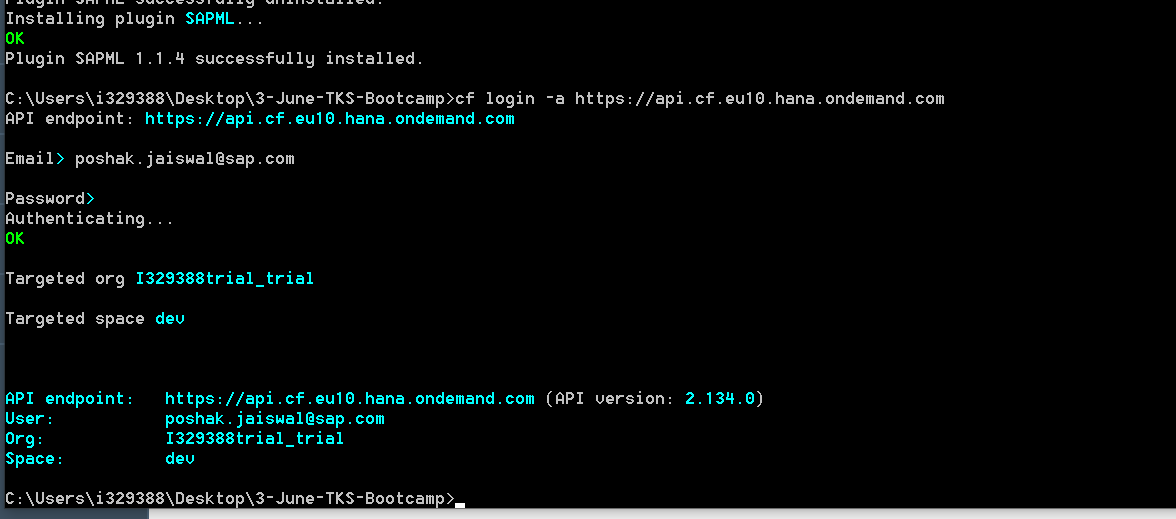 Plugin SAPML successfully uninstalled.
Installing plugin SAPML...
OK
Plugin SAPML 1.1.4 successfully installed.
C:\Users\i329388\Desktop\3-June-TKS-Bootcamp>cf login -a https://api.cf.eu10.hana.ondemand.com
API endpoint: https://api.cf.eu10.hana.ondemand.com
Email> poshak.jaiswal@sap.com
Password>
Authenticating...
OK
Targeted org I329388trial_trial
Targeted space dev
API endpoint:   https://api.cf.eu10.hana.ondemand.com (API version: 2.134.0)
User:           poshak.jaiswal@sap.com
Org:            I329388trial_trial
Space:          dev
C:\Users\i329388\Desktop\3-June-TKS-Bootcamp>